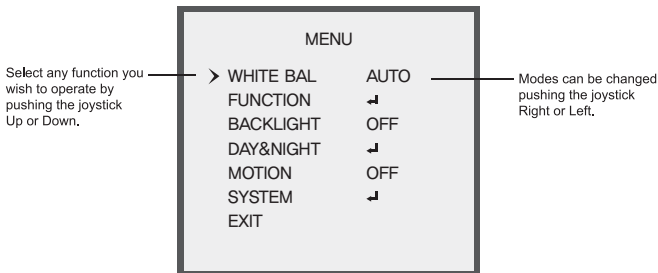 MENU
Select any function you
wish to operate by
pushing the joystick
Up or Down.
WHITE BAL AUTO
FUNCTION ↲
BACKLIGHT OFF
DAY&NIGHT ↲
MOTION OFF
SYSTEM ↲
EXIT
Modes can be changed
pushing the joystick
Right or Left.